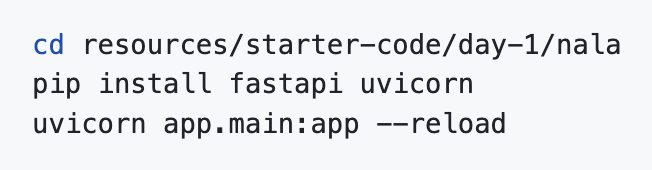 cd resources/starter-code/day-1/nala
pip install fastapi uvicorn
uvicorn app.main:app --reload